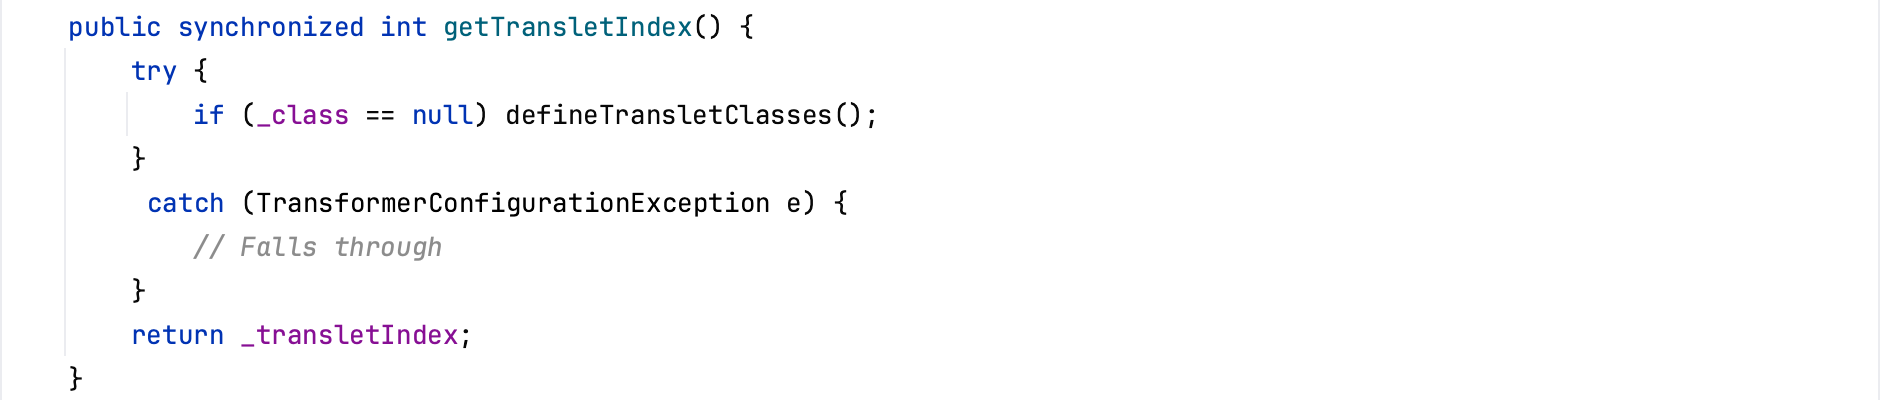 public synchronized int getTransletIndex() {
    try {
        if (_class == null) defineTransletClasses();
    }
     catch (TransformerConfigurationException e) {
        // Falls through
    }
    return _transletIndex;
}